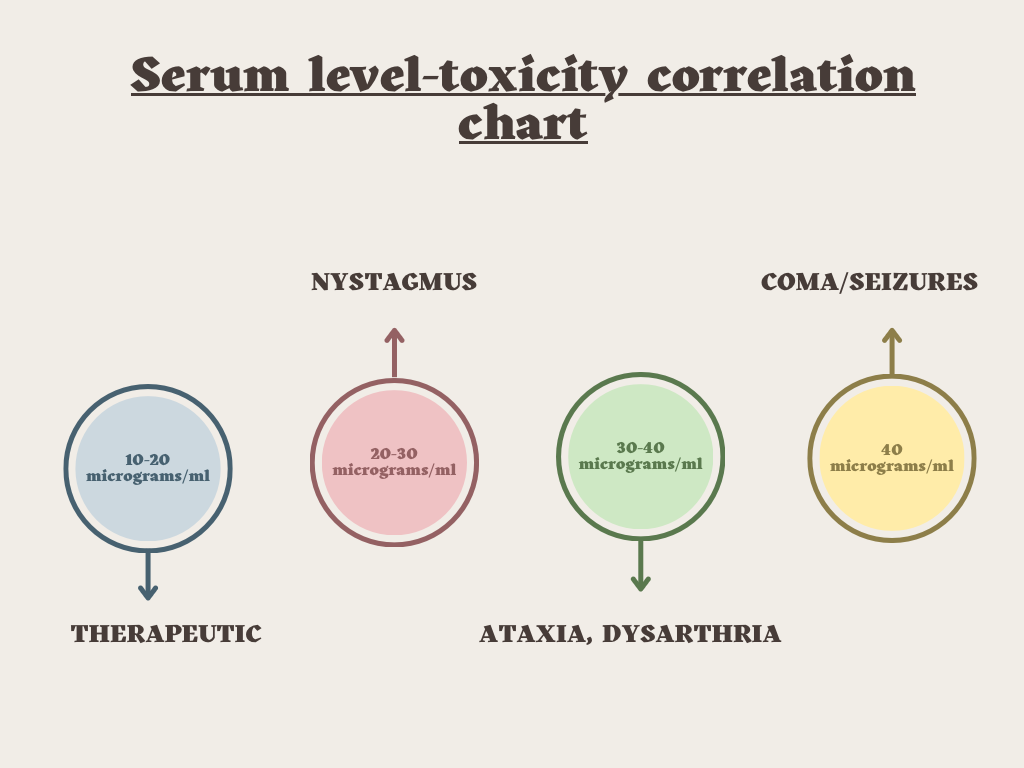 Serum level-toxicity correlation
chart
NYSTAGMUS
COMA/SEIZURES
10-20
micrograms/ml
20-30
micrograms/ml
30-40
micrograms/ml
40
micrograms/ml
THERAPEUTIC
ATAXIA, DYSARTHRIA